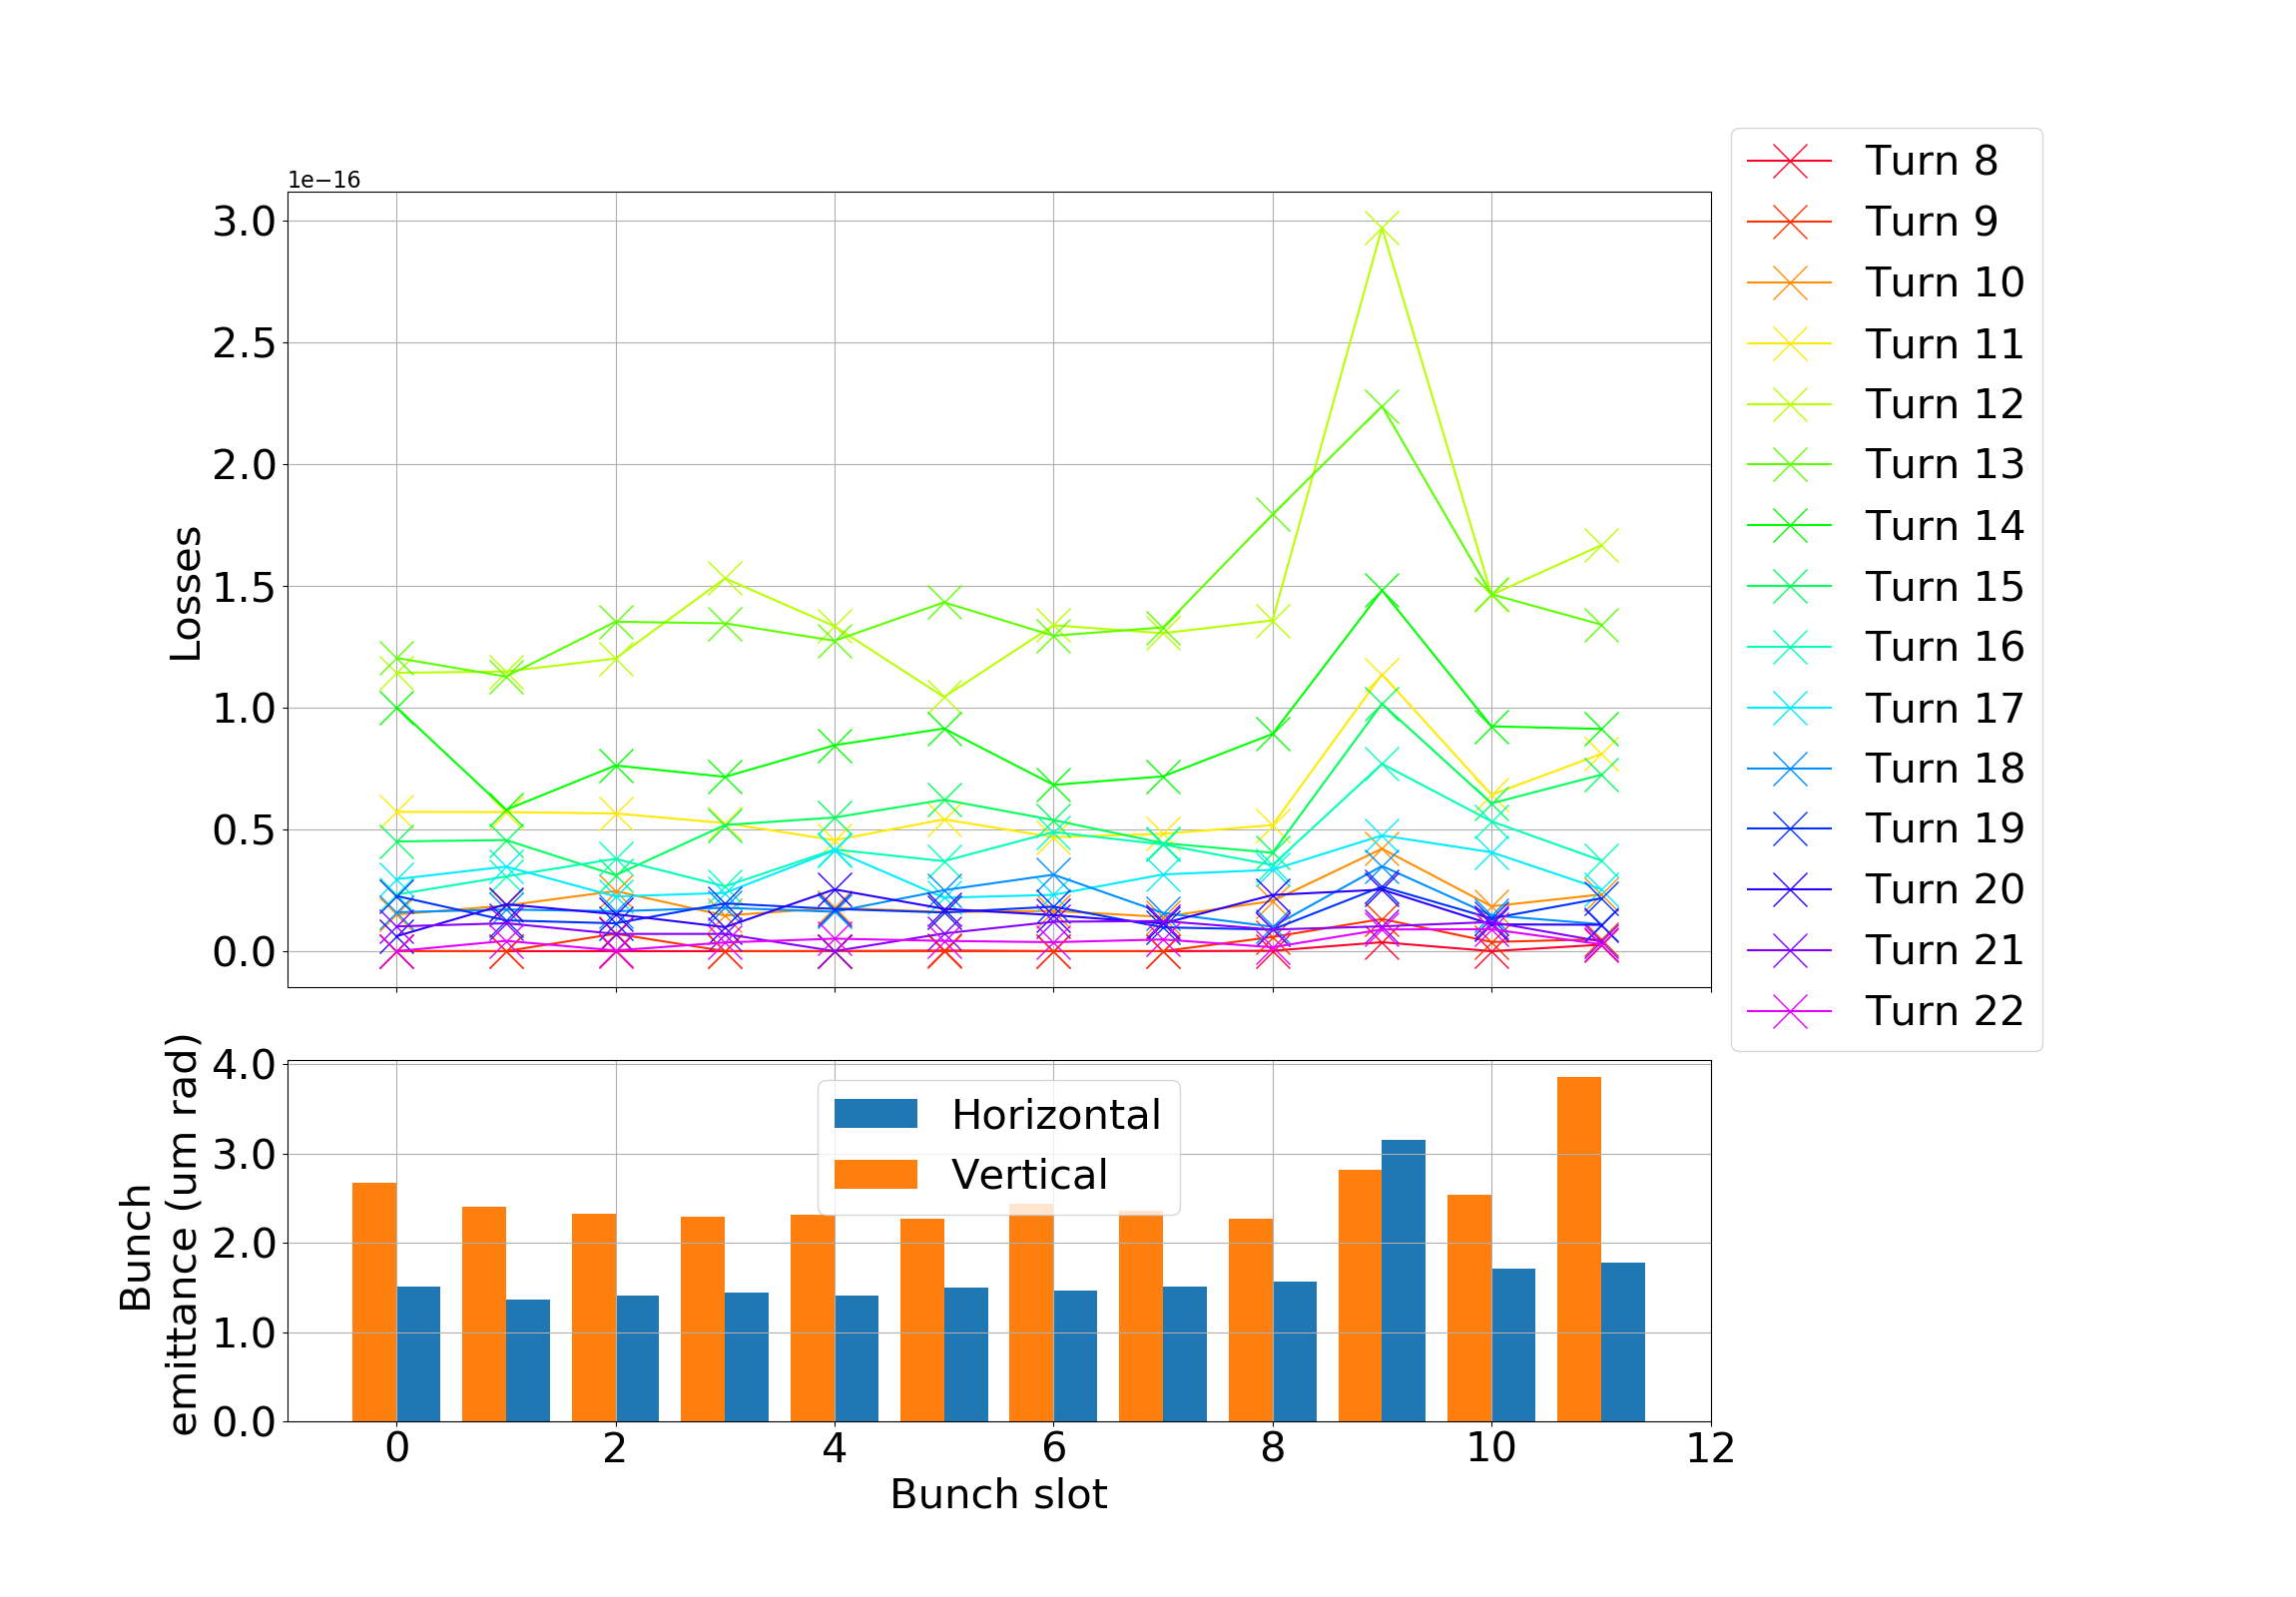 1e−16
3.0
2.5
2.0
1.5
1.0
0.5
0.0
Losses
Turn 8
Turn 9
Turn 10
Turn 11
Turn 12
Turn 13
Turn 14
Turn 15
Turn 16
Turn 17
Turn 18
Turn 19
Turn 20
Turn 21
Turn 22
4.0
3.0
2.0
1.0
0.0
Bunch
emittance (um rad)
Horizontal
Vertical
0 2 4 6 8 10 12
Bunch slot